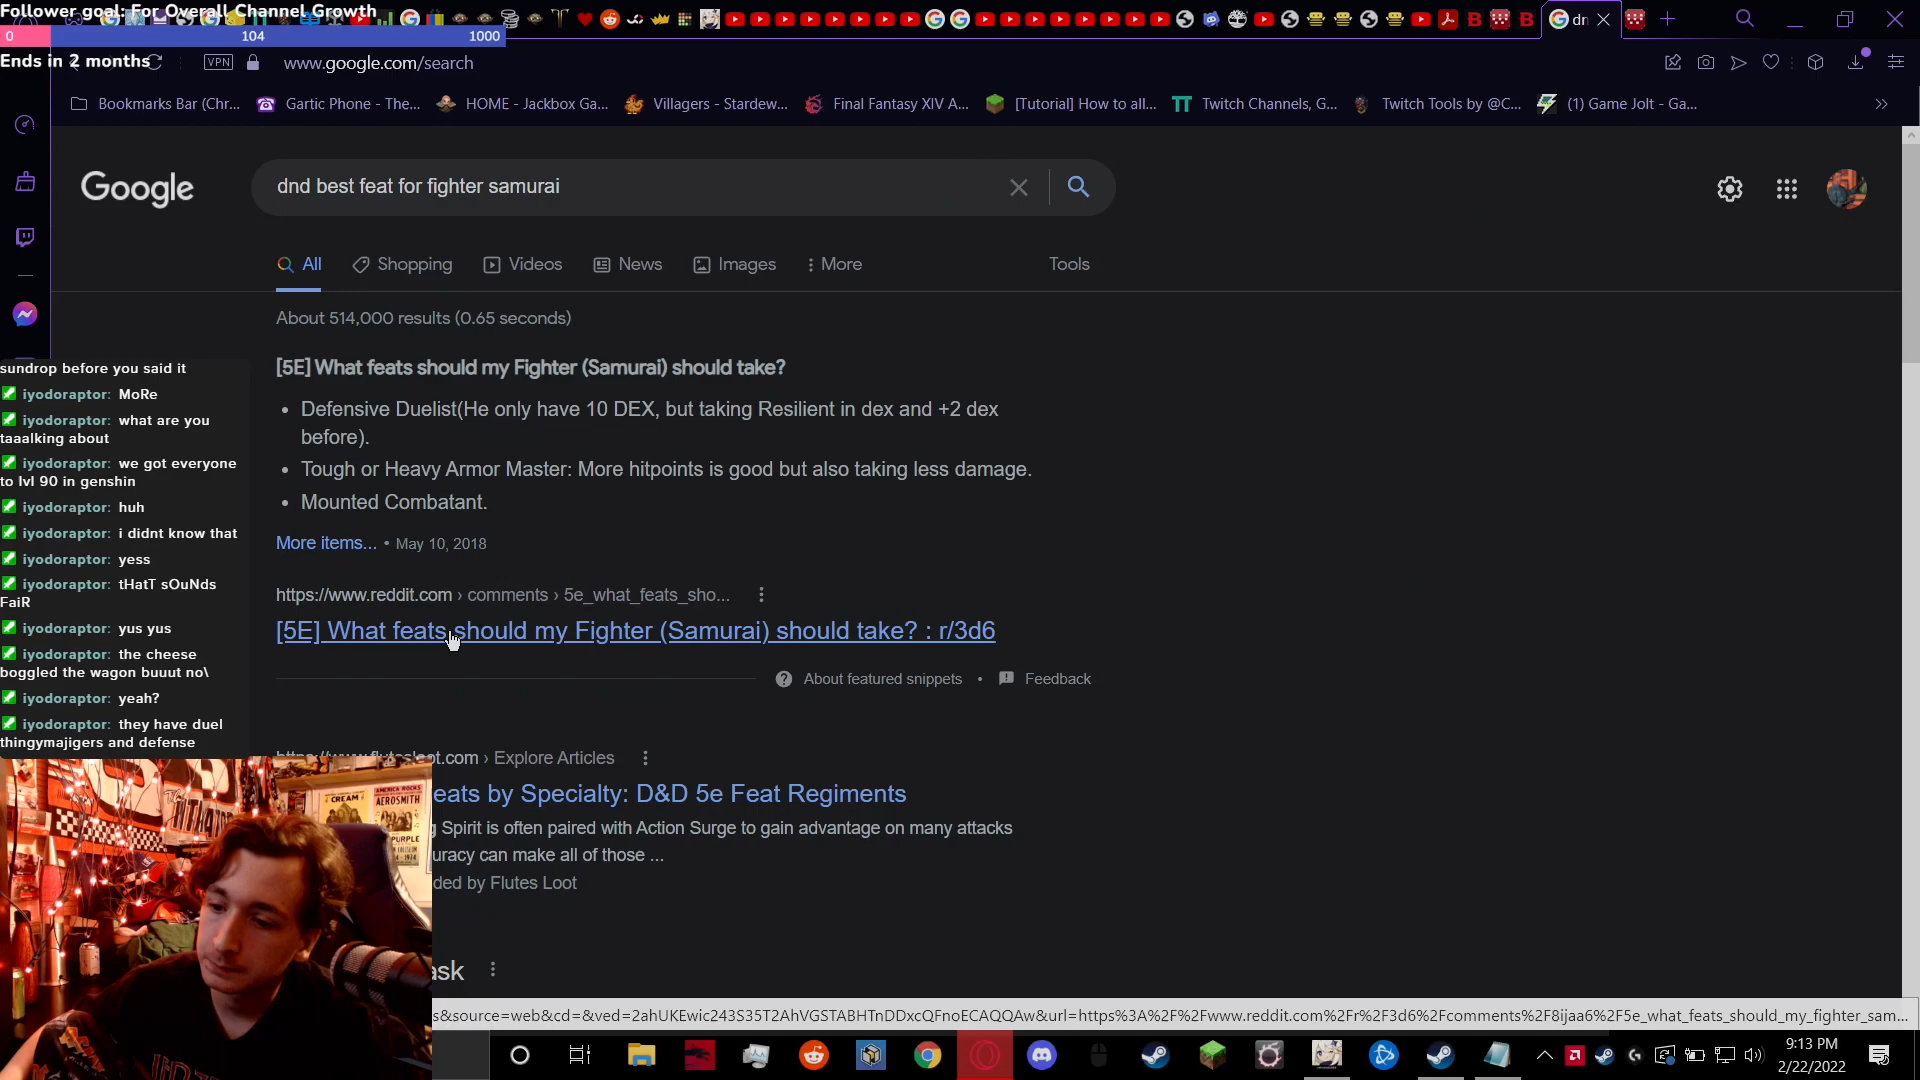 Follower goal: For Overall Channel Growth
0 104 1000
Ends in 2 months
VPN www.google.com/search
dn
Bookmarks Bar (Chr... Gartic Phone - The... HOME - Jackbox Ga... Villagers - Stardew... Final Fantasy XIV A... [Tutorial] How to all... Twitch Channels, G... Twitch Tools by @C... (1) Game Jolt - Ga...
Google
dnd best feat for fighter samurai
All Shopping Videos News Images More Tools
About 514,000 results (0.65 seconds)
[5E] What feats should my Fighter (Samurai) should take?
• Defensive Duelist(He only have 10 DEX, but taking Resilient in dex and +2 dex
before).
• Tough or Heavy Armor Master: More hitpoints is good but also taking less damage.
• Mounted Combatant.
More items... • May 10, 2018
https://www.reddit.com › comments › 5e_what_feats_sho...
[5E] What feats should my Fighter (Samurai) should take? : r/3d6
About featured snippets • Feedback
ot.com › Explore Articles
eats by Specialty: D&D 5e Feat Regiments
Spirit is often paired with Action Surge to gain advantage on many attacks
uracy can make all of those ...
ded by Flutes Loot
ask
sundrop before you said it
iyodoraptor: MoRe
iyodoraptor: what are you
taaalking about
iyodoraptor: we got everyone
to lvl 90 in genshin
iyodoraptor: huh
iyodoraptor: i didnt know that
iyodoraptor: yess
iyodoraptor: tHatT sOuNds
FaiR
iyodoraptor: yus yus
iyodoraptor: the cheese
boggled the wagon buuut no\
iyodoraptor: yeah?
iyodoraptor: they have duel
thingymajigers and defense
CREAM
AMERICA ROCKS
AEROSMITH
PURPLE
s&source=web&cd=&ved=2ahUKEwic243S35T2AhVGSTABHTnDDxcQFnoECAQQAw&url=https%3A%2F%2Fwww.reddit.com%2Fr%2F3d6%2Fcomments%2F8ijaa6%2F5e_what_feats_should_my_fighter_sam...
9:13 PM
2/22/2022